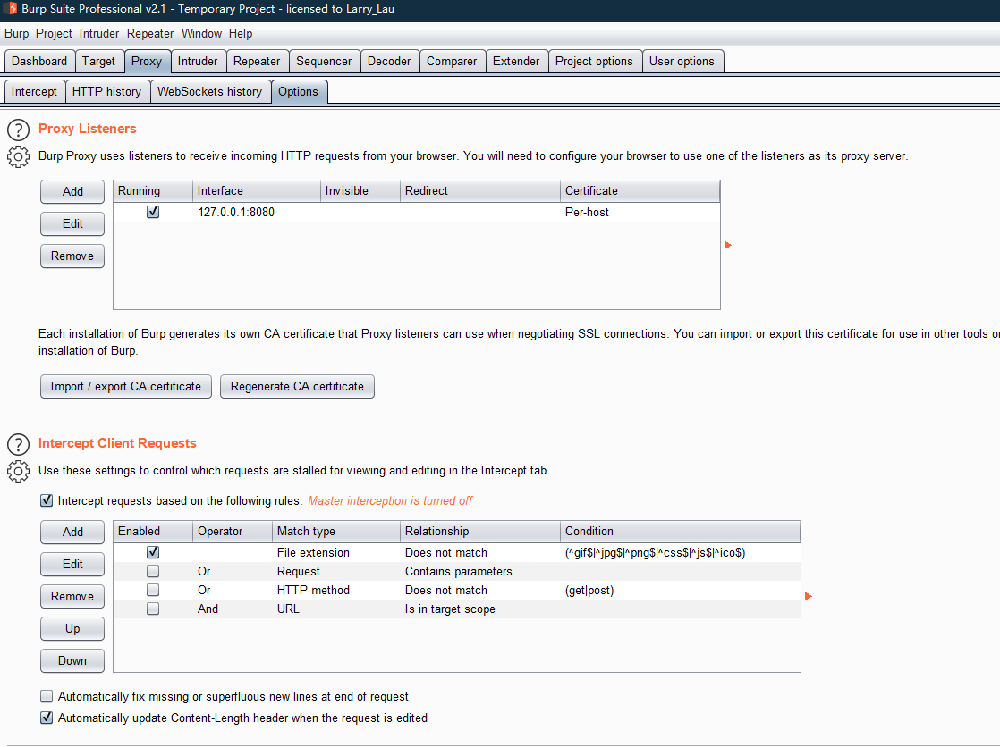 Burp Suite Professional v2.1 - Temporary Project - licensed to Larry_Lau
Burp Project Intruder Repeater Window Help
Dashboard Target Proxy Intruder Repeater Sequencer Decoder Comparer Extender Project options User options
Intercept HTTP history WebSockets history Options
? Proxy Listeners
Burp Proxy uses listeners to receive incoming HTTP requests from your browser. You will need to configure your browser to use one of the listeners as its proxy server.
Add Running Interface Invisible Redirect Certificate
127.0.0.1:8080 Per-host
Edit
Remove
Each installation of Burp generates its own CA certificate that Proxy listeners can use when negotiating SSL connections. You can import or export this certificate for use in other tools or
installation of Burp.
Import / export CA certificate Regenerate CA certificate
? Intercept Client Requests
Use these settings to control which requests are stalled for viewing and editing in the Intercept tab.
Intercept requests based on the following rules: Master interception is turned off
Add Enabled Operator Match type Relationship Condition
File extension Does not match (^gif$|^jpg$|^png$|^css$|^js$|^ico$)
Edit Or Request Contains parameters
Or HTTP method Does not match (get|post)
Remove And URL Is in target scope
Up
Down
Automatically fix missing or superfluous new lines at end of request
Automatically update Content-Length header when the request is edited